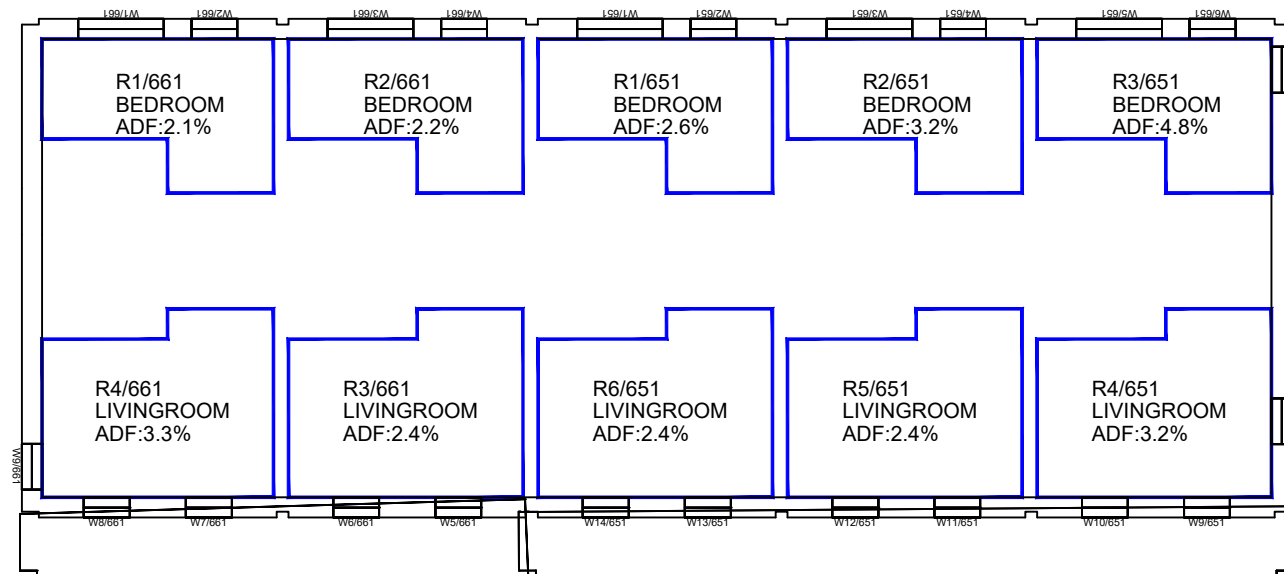 W1/661 W2/661 W3/661 W4/661 W1/651 W2/651 W3/651 W4/651 W5/651 W6/651
R1/661
BEDROOM
ADF:2.1%
R2/661
BEDROOM
ADF:2.2%
R1/651
BEDROOM
ADF:2.6%
R2/651
BEDROOM
ADF:3.2%
R3/651
BEDROOM
ADF:4.8%
R4/661
LIVINGROOM
ADF:3.3%
R3/661
LIVINGROOM
ADF:2.4%
R6/651
LIVINGROOM
ADF:2.4%
R5/651
LIVINGROOM
ADF:2.4%
R4/651
LIVINGROOM
ADF:3.2%
W9/661
W8/661 W7/661 W6/661 W5/661 W14/651 W13/651 W12/651 W11/651 W10/651 W9/651